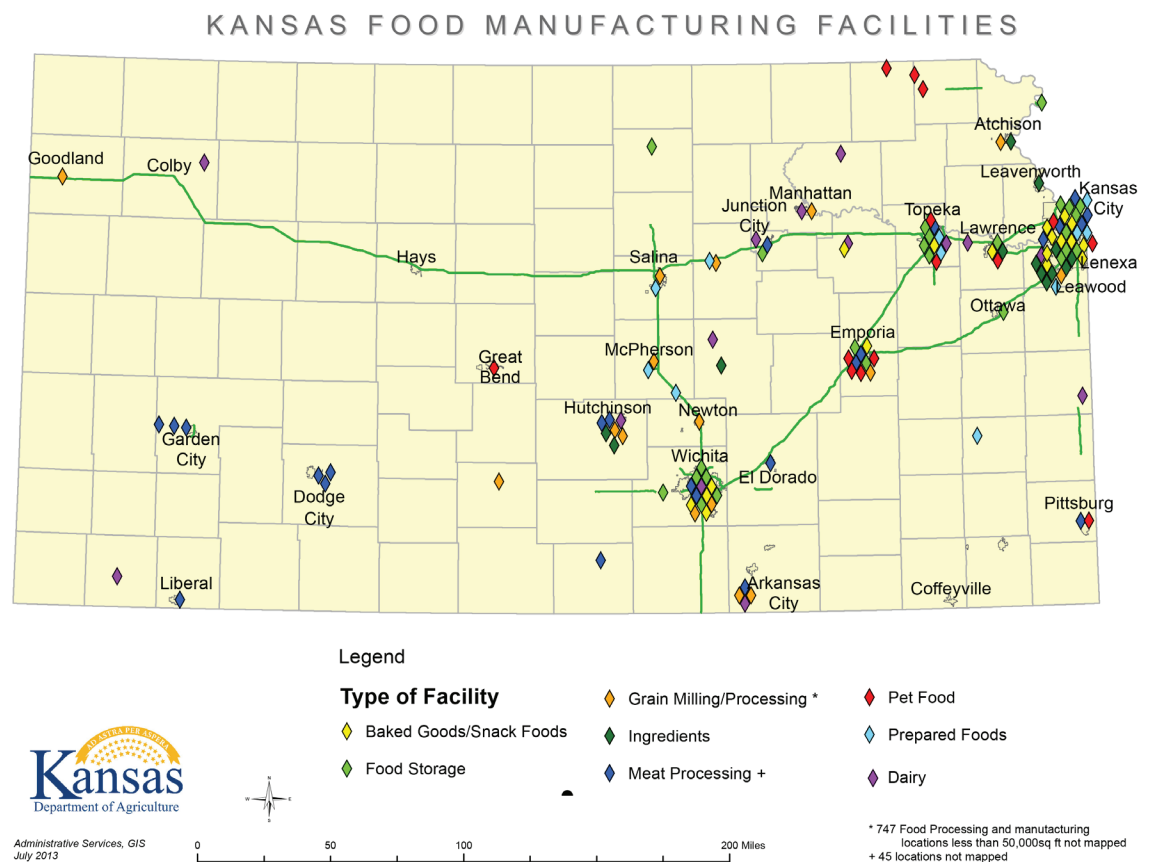 KANSAS FOOD MANUFACTURING FACILITIES
Atchison
Goodland
Colby
Leavenworth
Kansas
City
Manhattan
Junction
City
Topeka
Lawrence
Hays
Salina
Lenexa
Leawood
Ottawa
Emporia
McPherson
Great
Bend
Hutchinson
Newton
Garden
City
Wichita
El Dorado
Dodge
City
Pittsburg
Liberal
Arkansas
City
Coffeyville
Legend
Type of Facility
Baked Goods/Snack Foods
Food Storage
Grain Milling/Processing *
Ingredients
Meat Processing +
Pet Food
Prepared Foods
Dairy
AD ASTRA PER ASPERA
Kansas
Department of Agriculture
N
W
E
S
Administrative Services, GIS
July 2013
0 50 100 200 Miles
* 747 Food Processing and manufacturing
locations less than 50,000sq ft not mapped
+ 45 locations not mapped